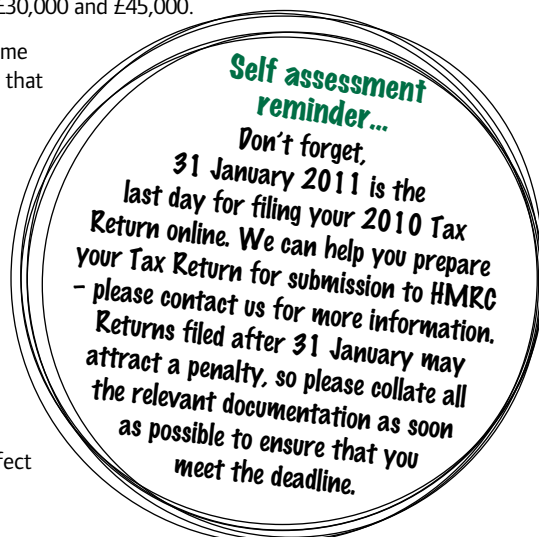 £30,000 and £45,000.
me
that
Self assessment
reminder...
Don't forget,
31 January 2011 is the
last day for filing your 2010 Tax
Return online. We can help you prepare
your Tax Return for submission to HMRC
– please contact us for more information.
Returns filed after 31 January may
attract a penalty, so please collate all
the relevant documentation as soon
as possible to ensure that you
meet the deadline.
fect